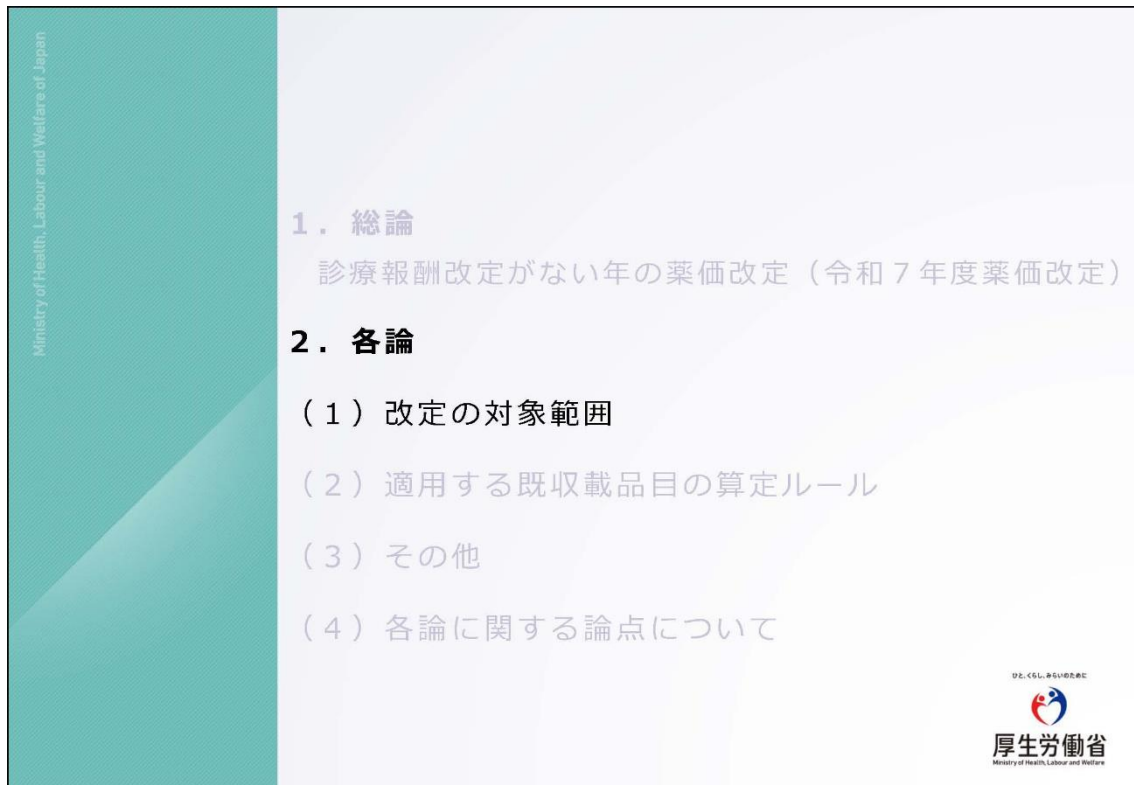 Ministry of Health, Labour and Welfare of Japan
1. 総論
診療報酬改定がない年の薬価改定（令和７年度薬価改定）
2. 各論
（１）改定の対象範囲
（２）適用する既収載品目の算定ルール
（３）その他
（４）各論に関する論点について
ひと、くらし、みらいのために
厚生労働省
Ministry of Health, Labour and Welfare